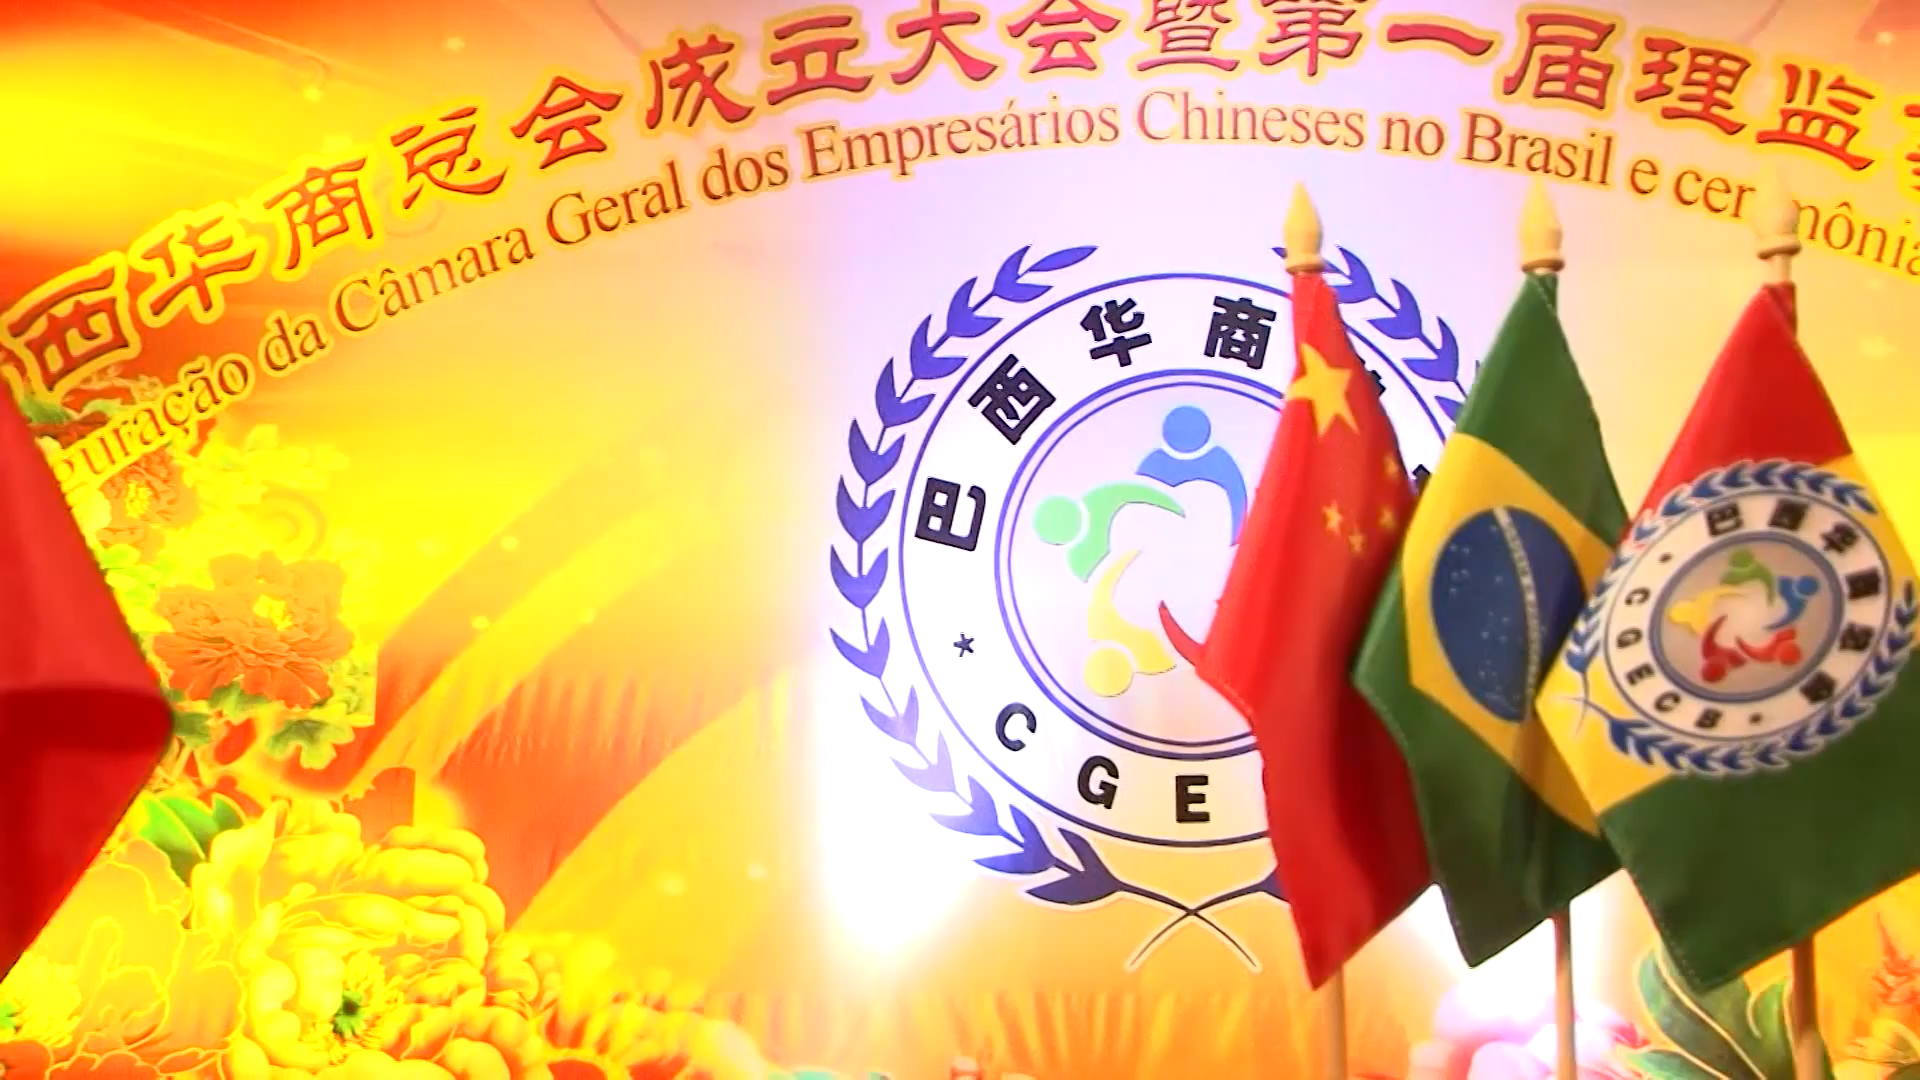 西华商总会成立大会暨第一届理监
guração da Câmara Geral dos Empresários Chineses no Brasil e cer mônia
巴西华商
CGE
巴西华商总会
CGECB